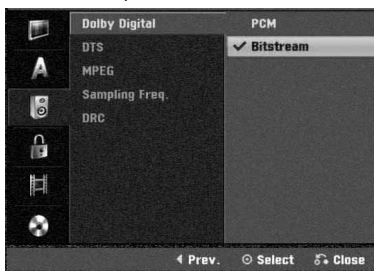 Dolby Digital
DTS
MPEG
Sampling Freq.
DRC
PCM
Bitstream
A
Prev.
Select
Close